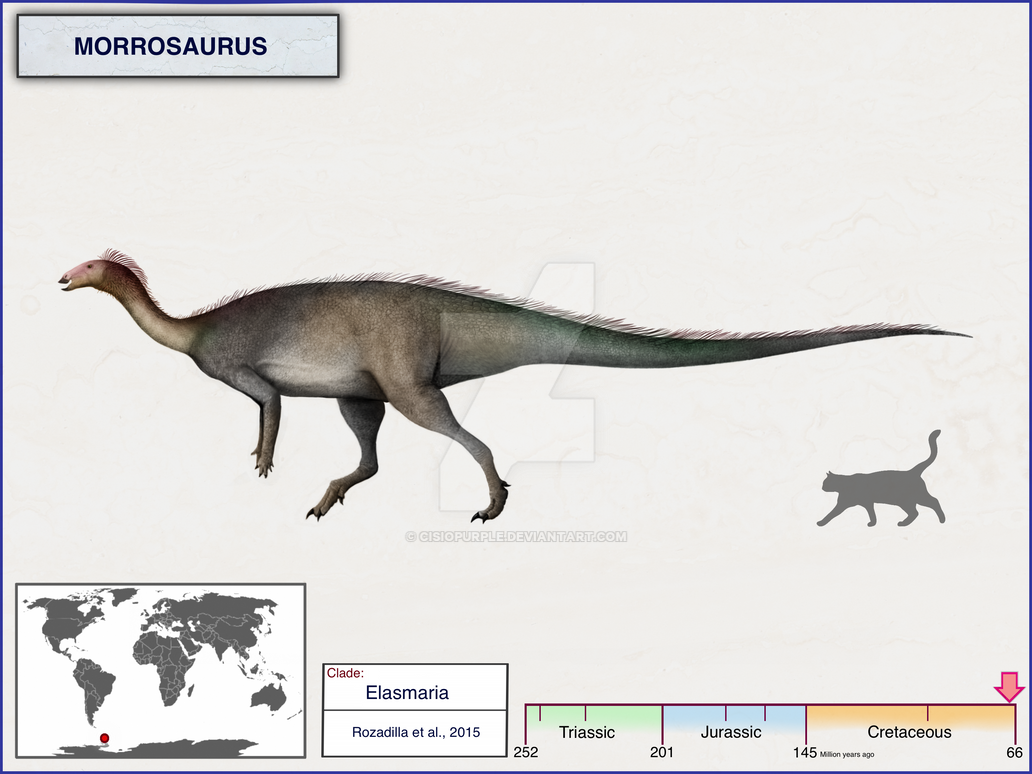 MORROSAURUS
© CISIOPURPLE.DEVIANTART.COM
Clade:
Elasmaria
Rozadilla et al., 2015
Triassic Jurassic Cretaceous
252 201 145 Million years ago 66